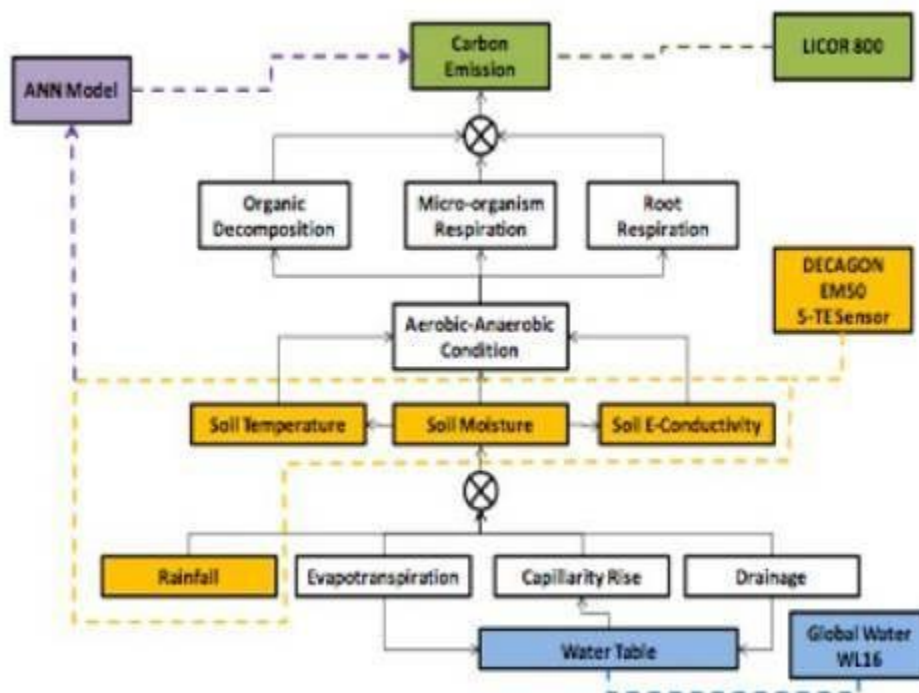 Carbon
Emission
LICOR 800
ANN Model
Organic
Decomposition
Micro-organism
Respiration
Root
Respiration
DECAGON
EM50
5-TE Sensor
Aerobic-Anaerobic
Condition
Soil Temperature
Soil Moisture
Soil E-Conductivity
Rainfall
Evapotranspiration
Capillarity Rise
Drainage
Water Table
Global Water
WL16